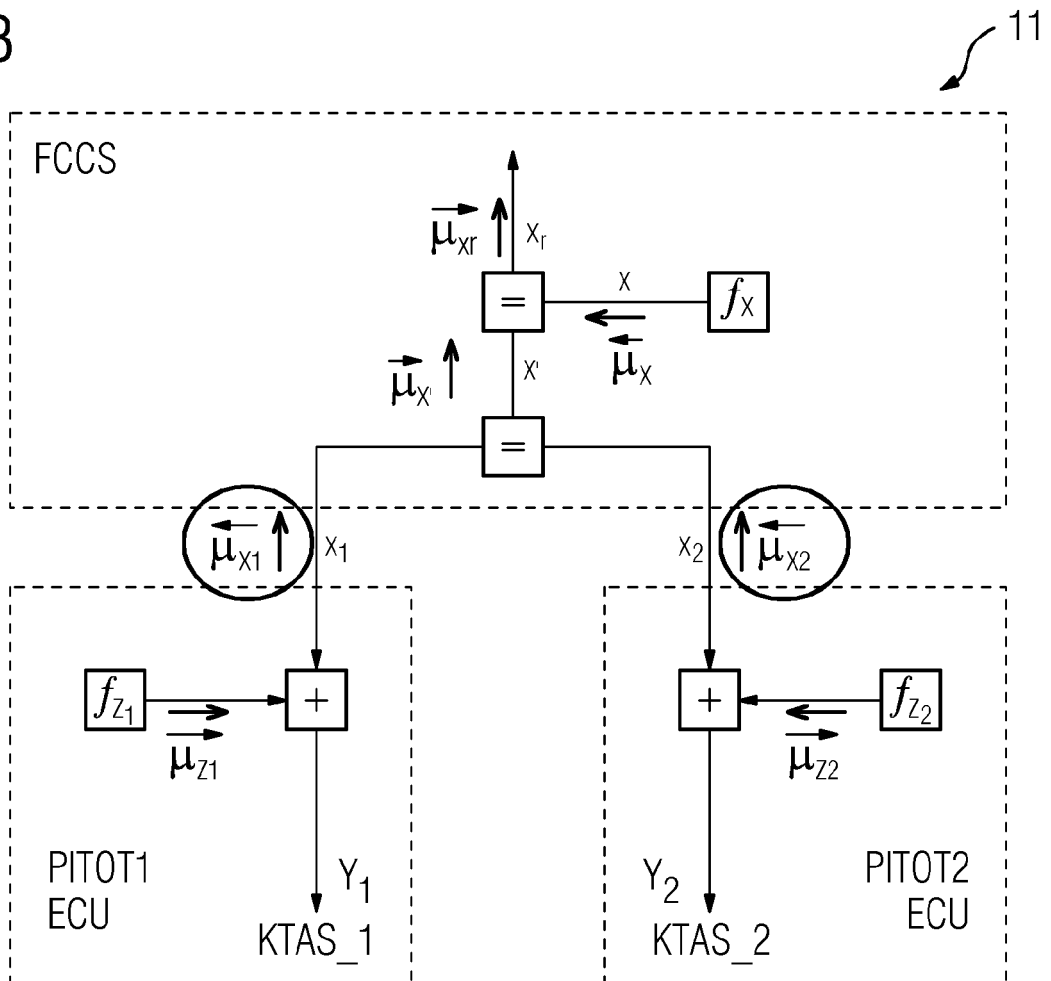 3
11
FCCS
μxr
xr
=
x
fx
μx'
x'
μx
=
μx1
x1
x2
μx2
fz1
+
+
fz2
μz1
μz2
PITOT1
ECU
Y1
Y2
PITOT2
ECU
KTAS_1
KTAS_2